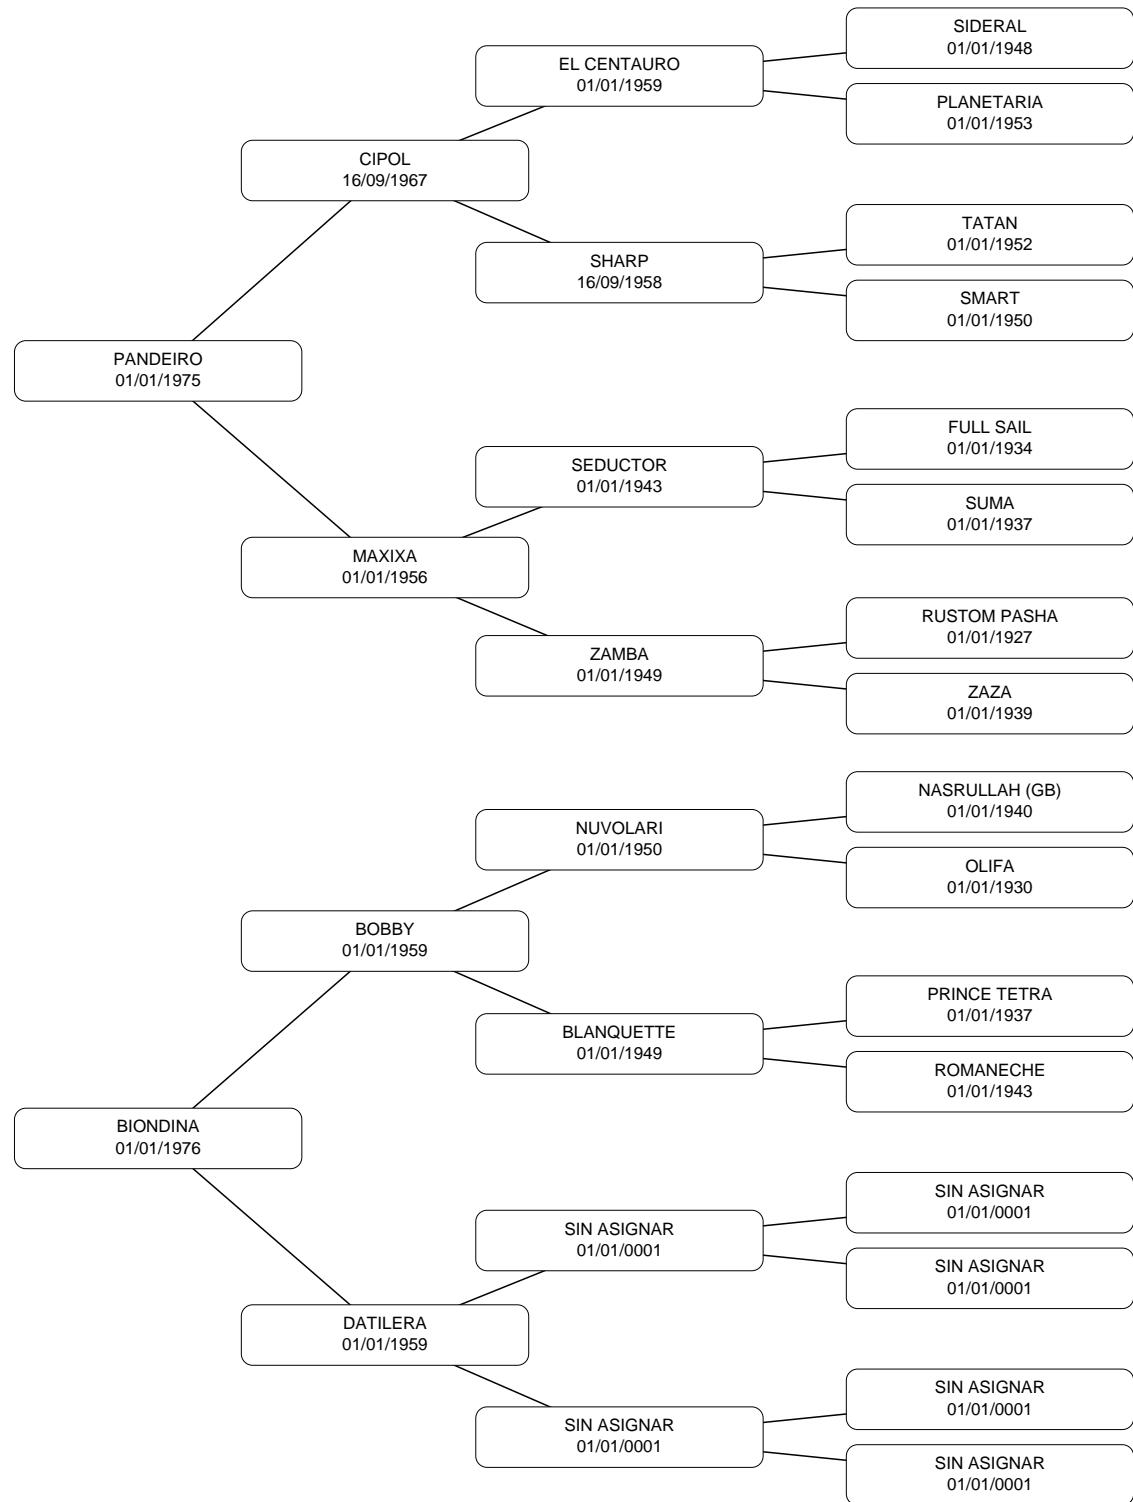 SIDERAL
01/01/1948
EL CENTAURO
01/01/1959
PLANETARIA
01/01/1953
CIPOL
16/09/1967
TATAN
01/01/1952
SHARP
16/09/1958
SMART
01/01/1950
PANDEIRO
01/01/1975
FULL SAIL
01/01/1934
SEDUCTOR
01/01/1943
SUMA
01/01/1937
MAXIXA
01/01/1956
RUSTOM PASHA
01/01/1927
ZAMBA
01/01/1949
ZAZA
01/01/1939
NASRULLAH (GB)
01/01/1940
NUVOLARI
01/01/1950
OLIFA
01/01/1930
BOBBY
01/01/1959
PRINCE TETRA
01/01/1937
BLANQUETTE
01/01/1949
ROMANECHE
01/01/1943
BIONDINA
01/01/1976
SIN ASIGNAR
01/01/0001
SIN ASIGNAR
01/01/0001
SIN ASIGNAR
01/01/0001
DATILERA
01/01/1959
SIN ASIGNAR
01/01/0001
SIN ASIGNAR
01/01/0001
SIN ASIGNAR
01/01/0001